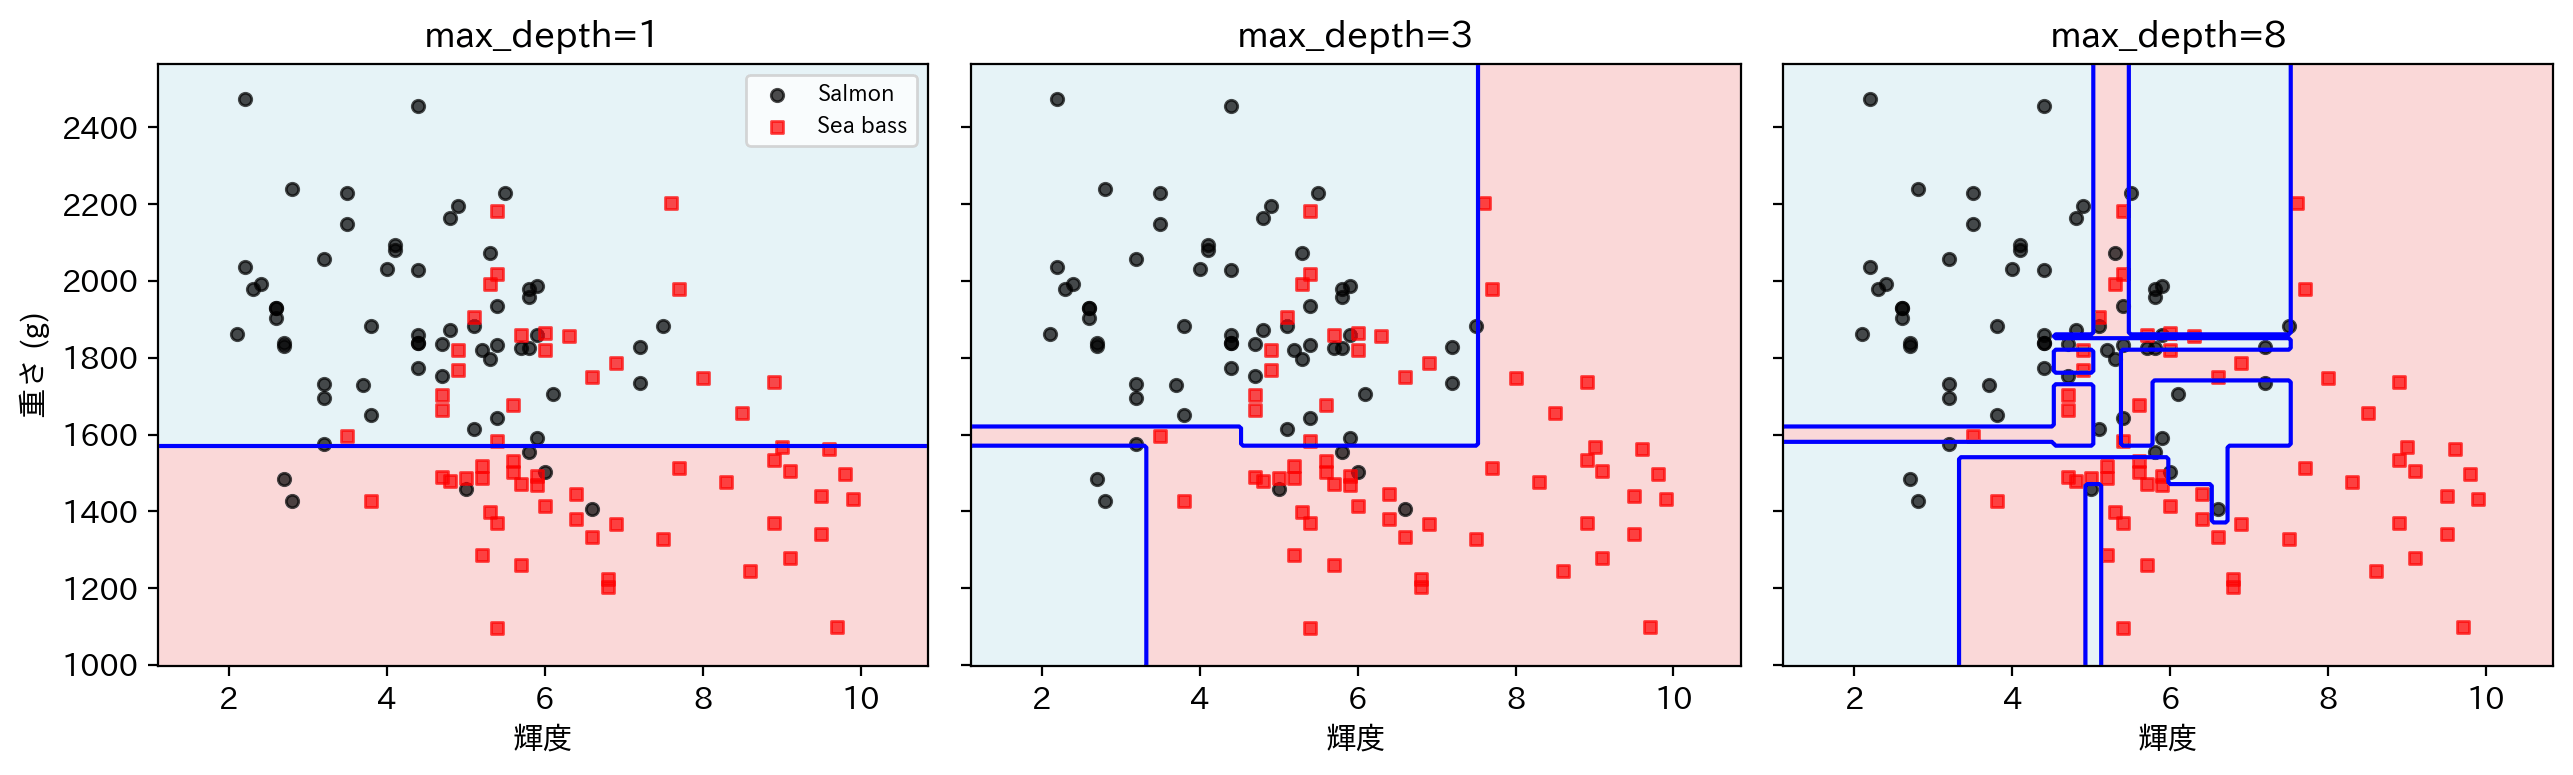 max_depth=1
max_depth=3
max_depth=8
Salmon
Sea bass
重さ (g)
2400
2200
2000
1800
1600
1400
1200
1000
2 4 6 8 10
2 4 6 8 10
2 4 6 8 10
輝度
輝度
輝度